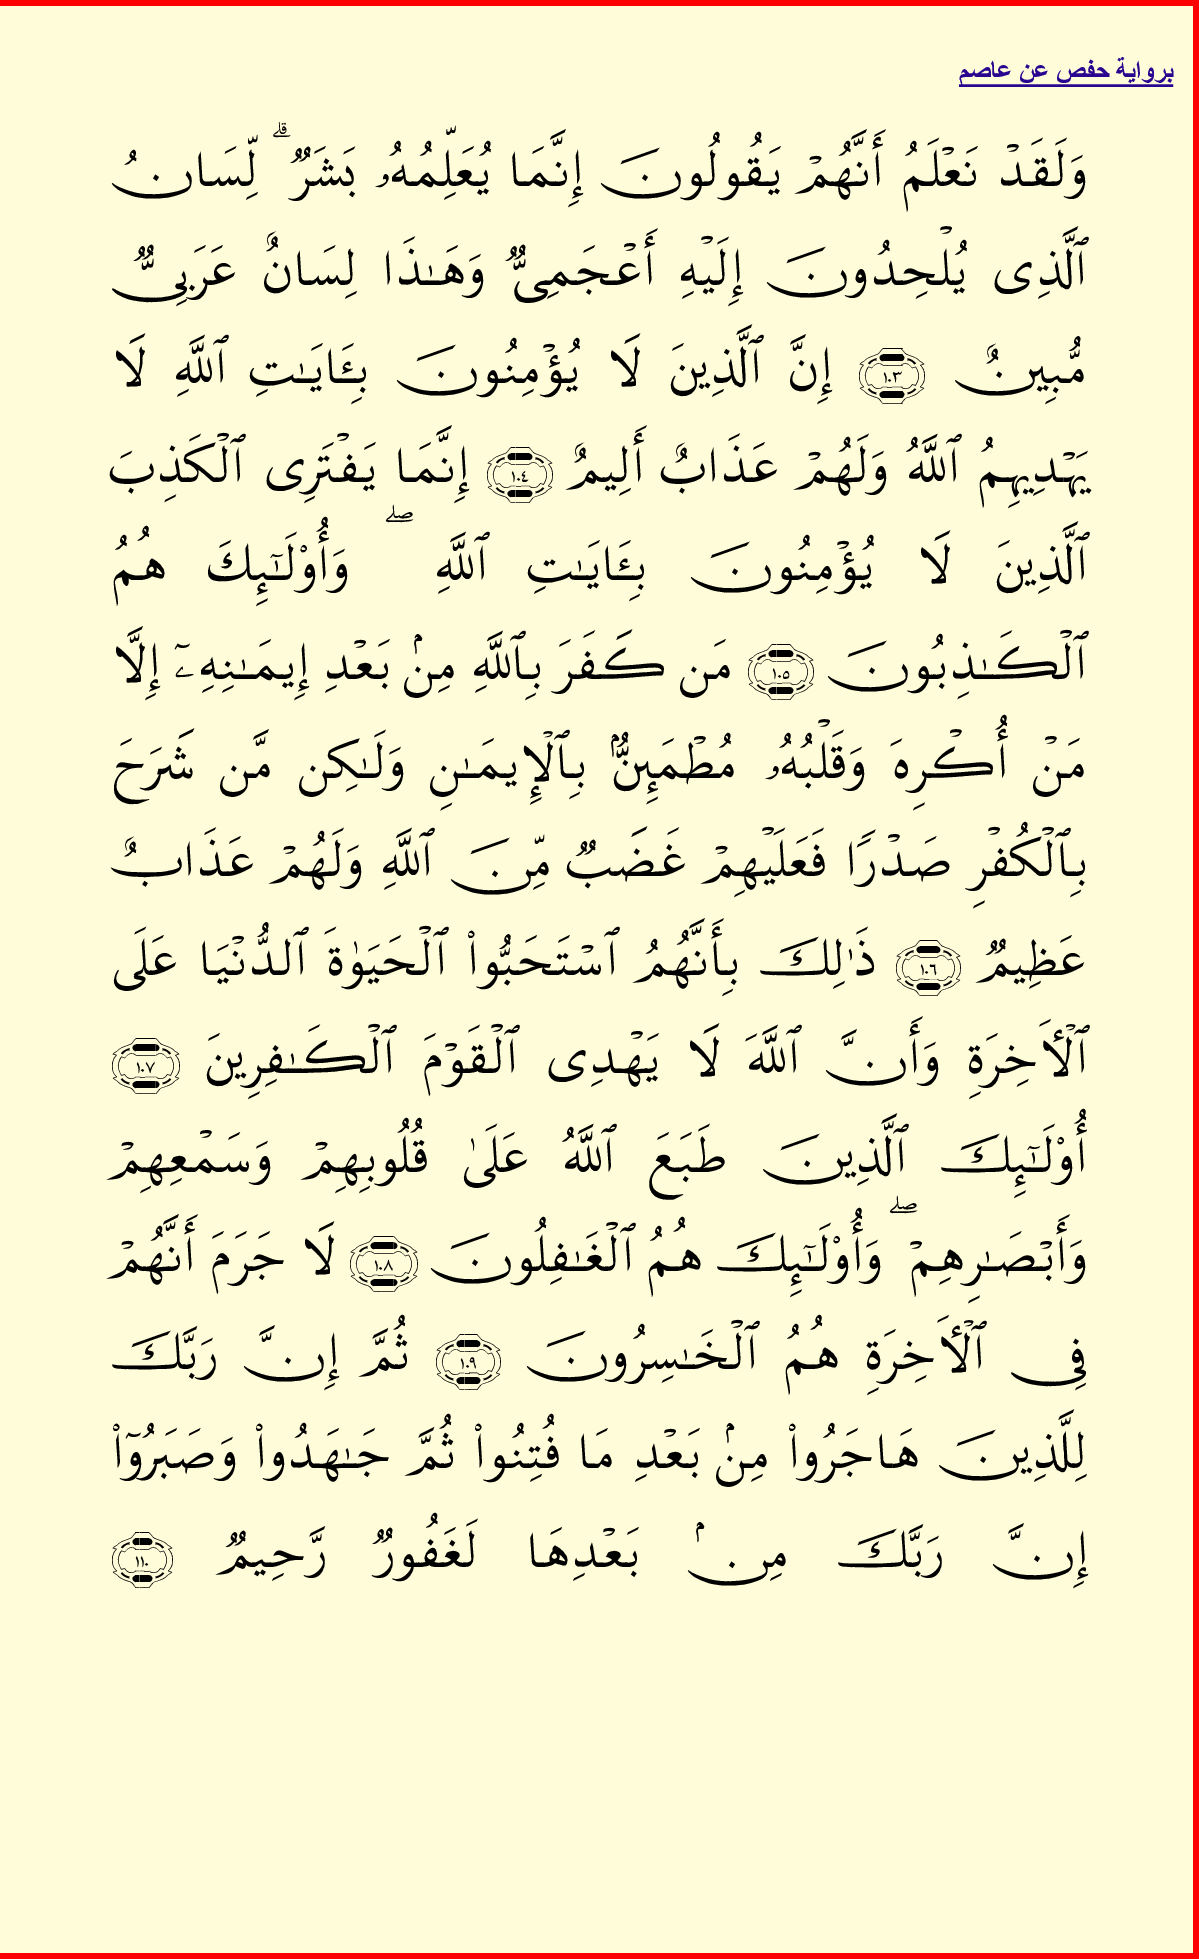 برواية حفص عن عاصم
وَلَقَدۡ نَعۡلَمُ أَنَّهُمۡ يَقُولُونَ إِنَّمَا يُعَلِّمُهُۥ بَشَرٞۗ لِّسَانُ
ٱلَّذِي يُلۡحِدُونَ إِلَيۡهِ أَعۡجَمِيّٞ وَهَٰذَا لِسَانٌ عَرَبِيّٞ
مُّبِينٌ ١٠٣ إِنَّ ٱلَّذِينَ لَا يُؤۡمِنُونَ بِـَٔايَٰتِ ٱللَّهِ لَا
يَهۡدِيهِمُ ٱللَّهُ وَلَهُمۡ عَذَابٌ أَلِيمٌ ١٠٤ إِنَّمَا يَفۡتَرِي ٱلۡكَذِبَ
ٱلَّذِينَ لَا يُؤۡمِنُونَ بِـَٔايَٰتِ ٱللَّهِۖ وَأُوْلَٰٓئِكَ هُمُ
ٱلۡكَٰذِبُونَ ١٠٥ مَن كَفَرَ بِٱللَّهِ مِنۢ بَعۡدِ إِيمَٰنِهِۦٓ إِلَّا
مَنۡ أُكۡرِهَ وَقَلۡبُهُۥ مُطۡمَئِنُّۢ بِٱلۡإِيمَٰنِ وَلَٰكِن مَّن شَرَحَ
بِٱلۡكُفۡرِ صَدۡرٗا فَعَلَيۡهِمۡ غَضَبٞ مِّنَ ٱللَّهِ وَلَهُمۡ عَذَابٌ
عَظِيمٞ ١٠٦ ذَٰلِكَ بِأَنَّهُمُ ٱسۡتَحَبُّواْ ٱلۡحَيَوٰةَ ٱلدُّنۡيَا عَلَى
ٱلۡأٓخِرَةِ وَأَنَّ ٱللَّهَ لَا يَهۡدِي ٱلۡقَوۡمَ ٱلۡكَٰفِرِينَ ١٠٧
أُوْلَٰٓئِكَ ٱلَّذِينَ طَبَعَ ٱللَّهُ عَلَىٰ قُلُوبِهِمۡ وَسَمۡعِهِمۡ
وَأَبۡصَٰرِهِمۡۖ وَأُوْلَٰٓئِكَ هُمُ ٱلۡغَٰفِلُونَ ١٠٨ لَا جَرَمَ أَنَّهُمۡ
فِي ٱلۡأٓخِرَةِ هُمُ ٱلۡخَٰسِرُونَ ١٠٩ ثُمَّ إِنَّ رَبَّكَ
لِلَّذِينَ هَاجَرُواْ مِنۢ بَعۡدِ مَا فُتِنُواْ ثُمَّ جَٰهَدُواْ وَصَبَرُوٓاْ
إِنَّ رَبَّكَ مِنۢ بَعۡدِهَا لَغَفُورٞ رَّحِيمٞ ١١٠